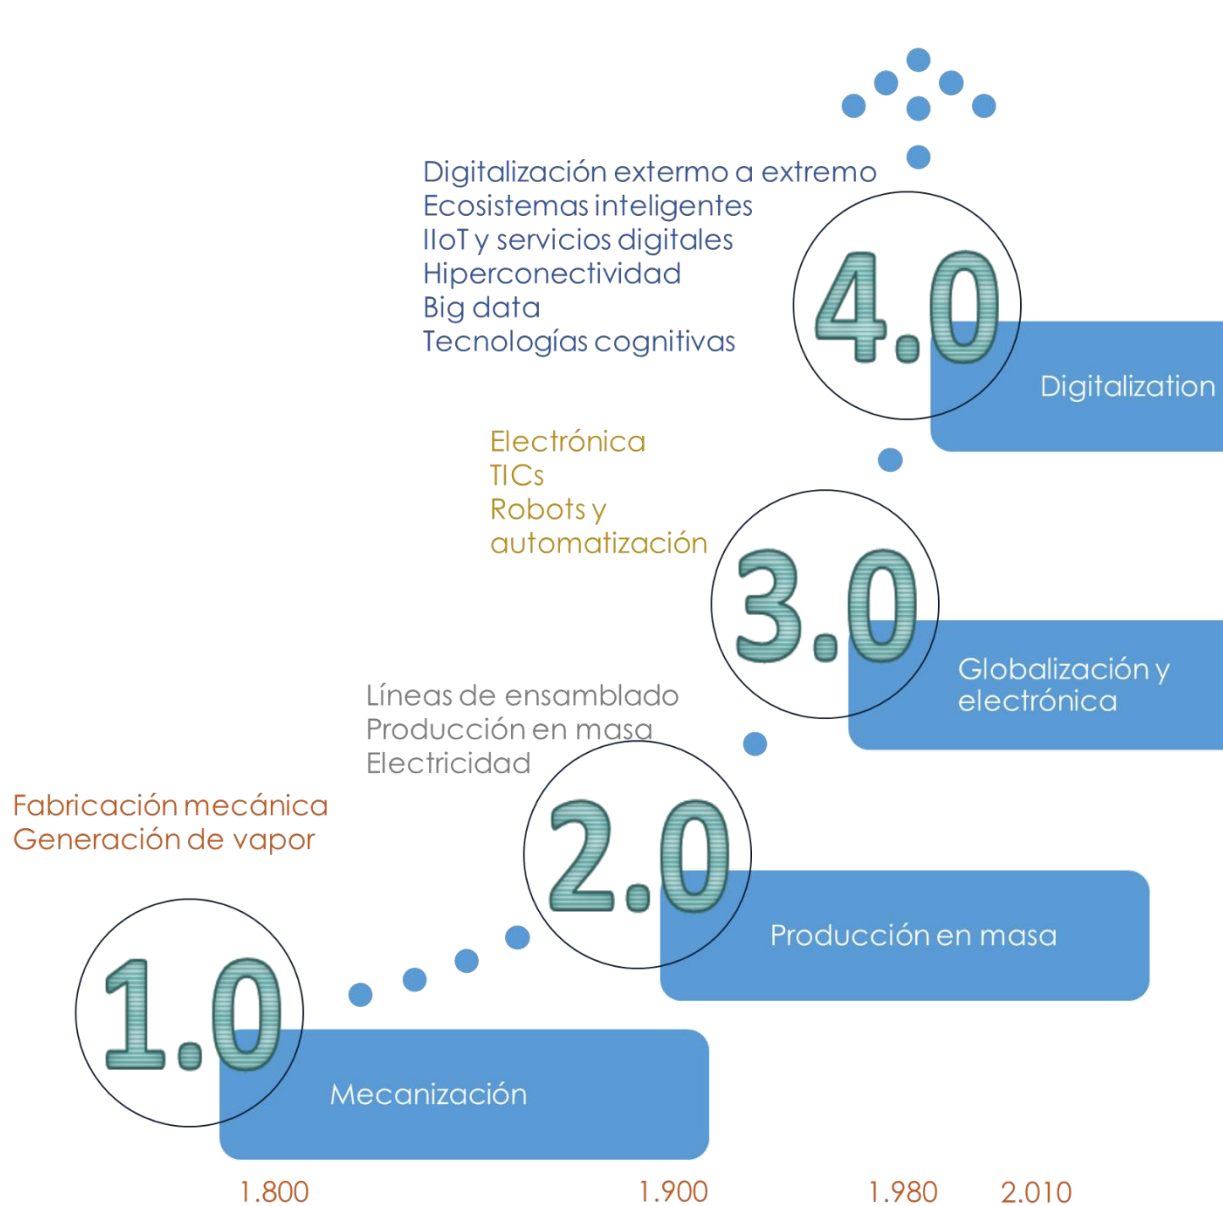 Digitalización extermo a extremo
Ecosistemas inteligentes
IIoT y servicios digitales
Hiperconectividad
Big data
Tecnologías cognitivas
4.0
Digitalization
Electrónica
TICs
Robots y
automatización
3.0
Globalización y
electrónica
Líneas de ensamblado
Producción en masa
Electricidad
2.0
Producción en masa
Fabricación mecánica
Generación de vapor
1.0
Mecanización
1.800
1.900
1.980
2.010